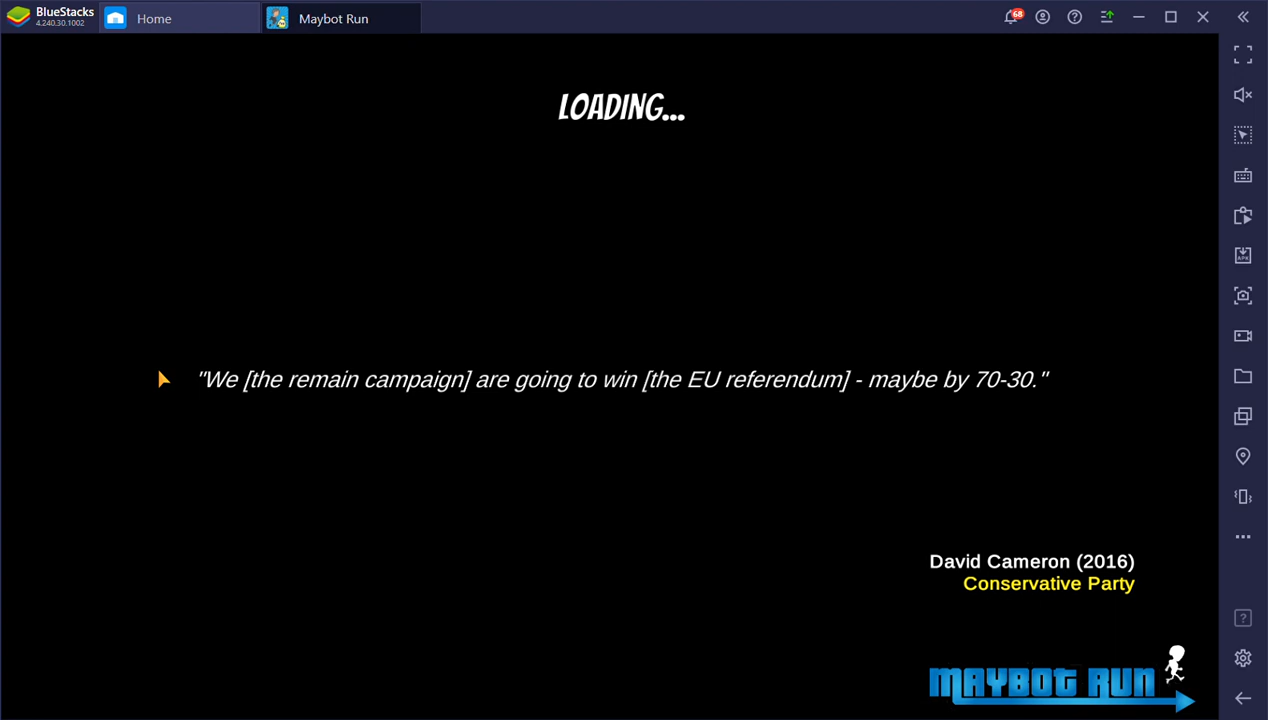 BlueStacks
4.240.30.1002
Home
Maybot Run
68
LOADING...
"We [the remain campaign] are going to win [the EU referendum] - maybe by 70-30."
David Cameron (2016)
Conservative Party
MAYBOT RUN
APK